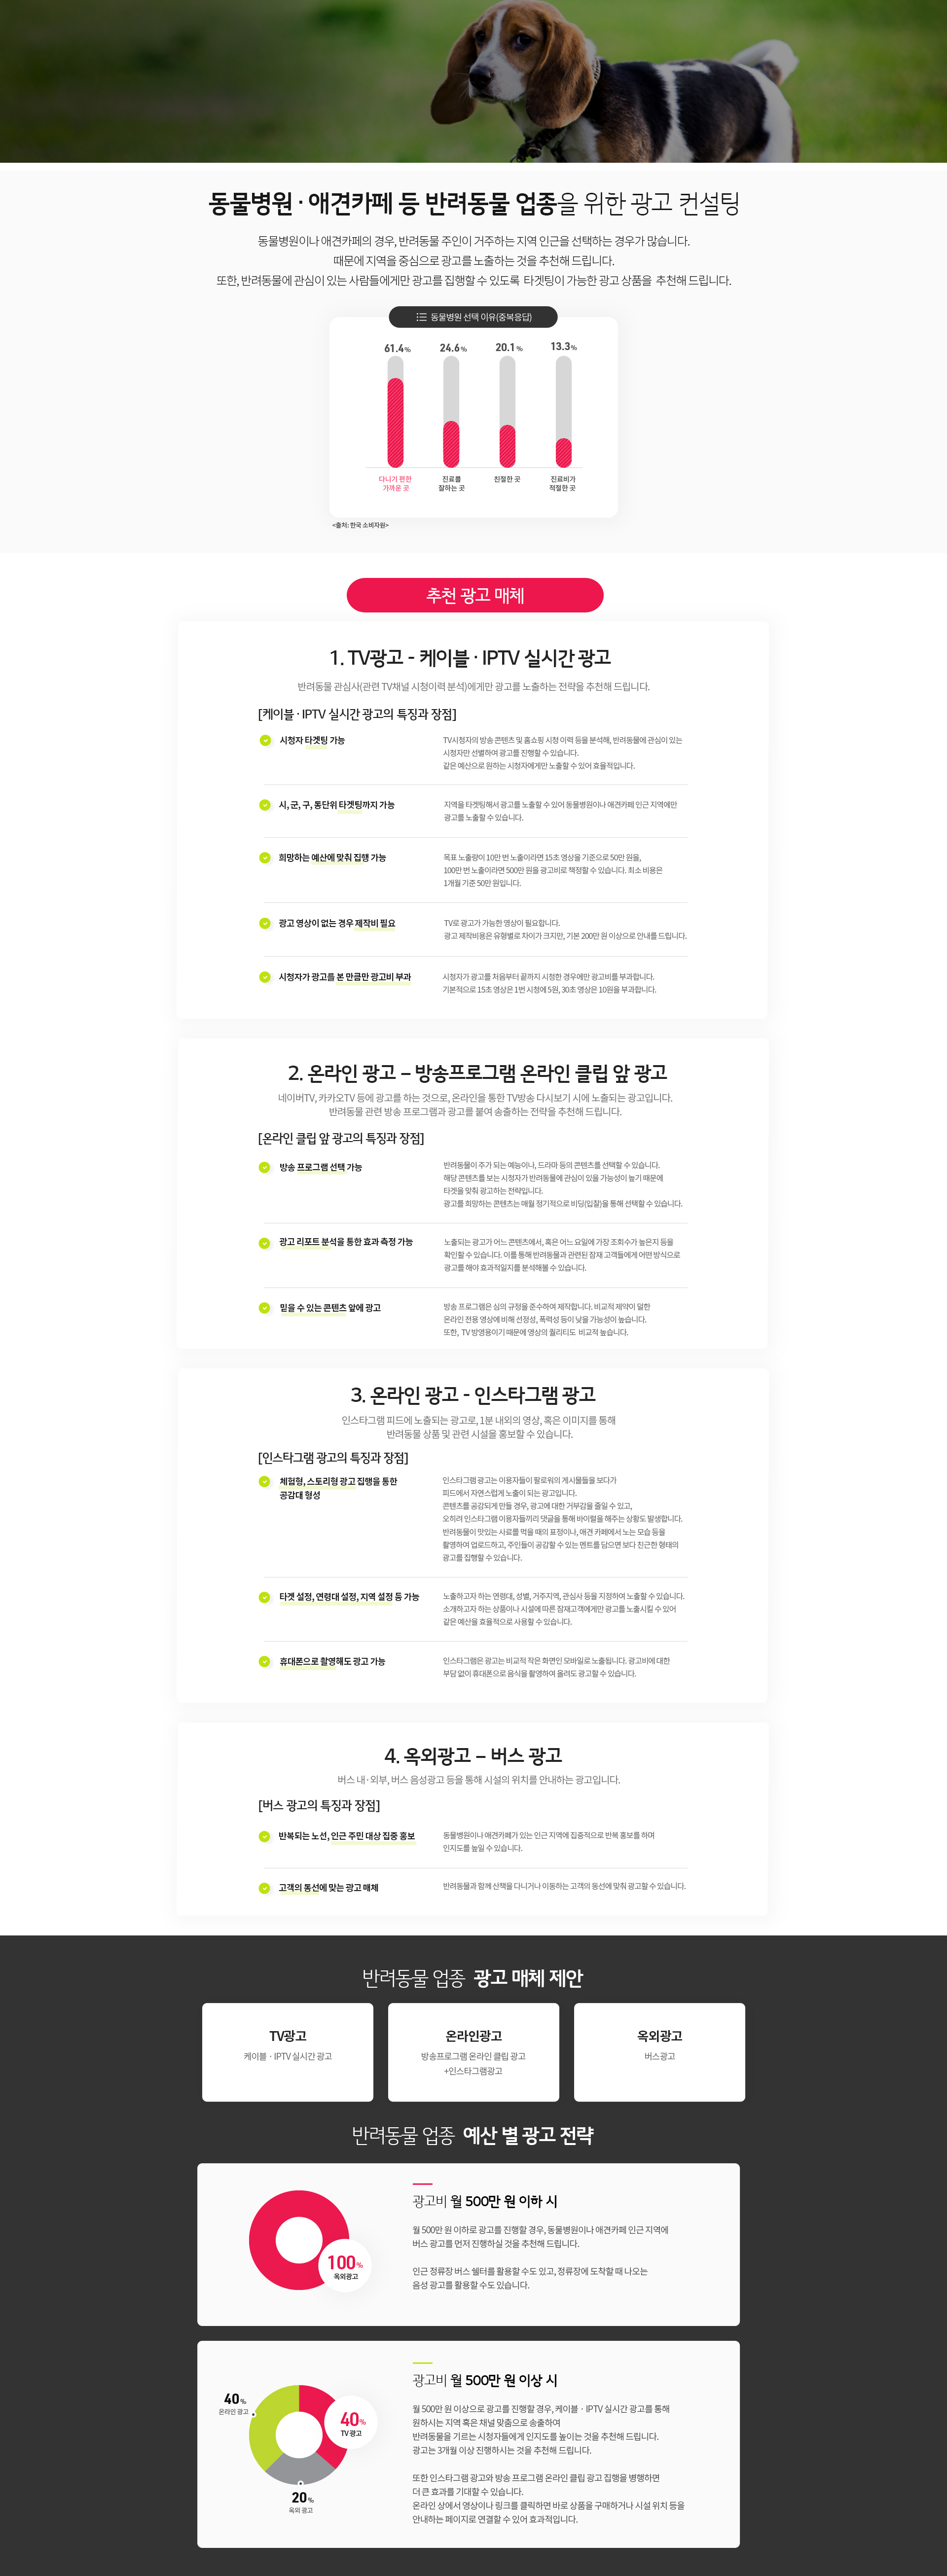 동물병원 · 애견카페 등 반려동물 업종을 위한 광고 컨설팅
동물병원이나 애견카페의 경우, 반려동물 주인이 거주하는 지역 인근을 선택하는 경우가 많습니다.
때문에 지역을 중심으로 광고를 노출하는 것을 추천해 드립니다.
또한, 반려동물에 관심이 있는 사람들에게만 광고를 집행할 수 있도록 타겟팅이 가능한 광고 상품을 추천해 드립니다.
동물병원 선택 이유(중복응답)
61.4% 24.6% 20.1% 13.3%
다니기 편한 진료를 친절한 곳 진료비가
가까운 곳 잘하는 곳 적절한 곳
<출처: 한국 소비자원>
추천 광고 매체
1. TV광고 - 케이블 · IPTV 실시간 광고
반려동물 관심사(관련 TV채널 시청이력 분석)에게만 광고를 노출하는 전략을 추천해 드립니다.
[케이블 · IPTV 실시간 광고의 특징과 장점]
시청자 타겟팅 가능
TV시청자의 방송 콘텐츠 및 홈쇼핑 시청 이력 등을 분석해, 반려동물에 관심이 있는
시청자만 선별하여 광고를 진행할 수 있습니다.
같은 예산으로 원하는 시청자에게만 노출할 수 있어 효율적입니다.
시, 군, 구, 동단위 타겟팅까지 가능
지역을 타겟팅해서 광고를 노출할 수 있어 동물병원이나 애견카페 인근 지역에만
광고를 노출할 수 있습니다.
희망하는 예산에 맞춰 집행 가능
목표 노출량이 10만 번 노출이라면 15초 영상을 기준으로 50만 원을,
100만 번 노출이라면 500만 원을 광고비로 책정할 수 있습니다. 최소 비용은
1개월 기준 50만 원입니다.
광고 영상이 없는 경우 제작비 필요
TV로 광고가 가능한 영상이 필요합니다.
광고 제작비용은 유형별로 차이가 크지만, 기본 200만 원 이상으로 안내를 드립니다.
시청자가 광고를 본 만큼만 광고비 부과
시청자가 광고를 처음부터 끝까지 시청한 경우에만 광고비를 부과합니다.
기본적으로 15초 영상은 1번 시청에 5원, 30초 영상은 10원을 부과합니다.
2. 온라인 광고 – 방송프로그램 온라인 클립 앞 광고
네이버TV, 카카오TV 등에 광고를 하는 것으로, 온라인을 통한 TV방송 다시보기 시에 노출되는 광고입니다.
반려동물 관련 방송 프로그램과 광고를 붙여 송출하는 전략을 추천해 드립니다.
[온라인 클립 앞 광고의 특징과 장점]
방송 프로그램 선택 가능
반려동물이 주가 되는 예능이나, 드라마 등의 콘텐츠를 선택할 수 있습니다.
해당 콘텐츠를 보는 시청자가 반려동물에 관심이 있을 가능성이 높기 때문에
타겟을 맞춰 광고하는 전략입니다.
광고를 희망하는 콘텐츠는 매월 정기적으로 비딩(입찰)을 통해 선택할 수 있습니다.
광고 리포트 분석을 통한 효과 측정 가능
노출되는 광고가 어느 콘텐츠에서, 혹은 어느 요일에 가장 조회수가 높은지 등을
확인할 수 있습니다. 이를 통해 반려동물과 관련된 잠재 고객들에게 어떤 방식으로
광고를 해야 효과적일지를 분석해볼 수 있습니다.
믿을 수 있는 콘텐츠 앞에 광고
방송 프로그램은 심의 규정을 준수하여 제작합니다. 비교적 제약이 덜한
온라인 전용 영상에 비해 선정성, 폭력성 등이 낮을 가능성이 높습니다.
또한, TV 방영용이기 때문에 영상의 퀄리티도 비교적 높습니다.
3. 온라인 광고 - 인스타그램 광고
인스타그램 피드에 노출되는 광고로, 1분 내외의 영상, 혹은 이미지를 통해
반려동물 상품 및 관련 시설을 홍보할 수 있습니다.
[인스타그램 광고의 특징과 장점]
체험형, 스토리형 광고 집행을 통한
공감대 형성
인스타그램 광고는 이용자들이 팔로워의 게시물들을 보다가
피드에서 자연스럽게 노출이 되는 광고입니다.
콘텐츠를 공감되게 만들 경우, 광고에 대한 거부감을 줄일 수 있고,
오히려 인스타그램 이용자들끼리 댓글을 통해 바이럴을 해주는 상황도 발생합니다.
반려동물이 맛있는 사료를 먹을 때의 표정이나, 애견 카페에서 노는 모습 등을
촬영하여 업로드하고, 주인들이 공감할 수 있는 멘트를 담으면 보다 친근한 형태의
광고를 집행할 수 있습니다.
타겟 설정, 연령대 설정, 지역 설정 등 가능
노출하고자 하는 연령대, 성별, 거주지역, 관심사 등을 지정하여 노출할 수 있습니다.
소개하고자 하는 상품이나 시설에 따른 잠재고객에게만 광고를 노출시킬 수 있어
같은 예산을 효율적으로 사용할 수 있습니다.
휴대폰으로 촬영해도 광고 가능
인스타그램은 광고는 비교적 작은 화면인 모바일로 노출됩니다. 광고비에 대한
부담 없이 휴대폰으로 음식을 촬영하여 올려도 광고할 수 있습니다.
4. 옥외광고 – 버스 광고
버스 내·외부, 버스 음성광고 등을 통해 시설의 위치를 안내하는 광고입니다.
[버스 광고의 특징과 장점]
반복되는 노선, 인근 주민 대상 집중 홍보
동물병원이나 애견카페가 있는 인근 지역에 집중적으로 반복 홍보를 하며
인지도를 높일 수 있습니다.
고객의 동선에 맞는 광고 매체
반려동물과 함께 산책을 다니거나 이동하는 고객의 동선에 맞춰 광고할 수 있습니다.
반려동물 업종 광고 매체 제안
TV광고
케이블 · IPTV 실시간 광고
온라인광고
방송프로그램 온라인 클립 광고
+인스타그램광고
옥외광고
버스광고
반려동물 업종 예산 별 광고 전략
100%
옥외광고
광고비 월 500만 원 이하 시
월 500만 원 이하로 광고를 진행할 경우, 동물병원이나 애견카페 인근 지역에
버스 광고를 먼저 진행하실 것을 추천해 드립니다.
인근 정류장 버스 쉘터를 활용할 수도 있고, 정류장에 도착할 때 나오는
음성 광고를 활용할 수도 있습니다.
40%
온라인 광고
40%
TV 광고
20%
옥외 광고
광고비 월 500만 원 이상 시
월 500만 원 이상으로 광고를 진행할 경우, 케이블 · IPTV 실시간 광고를 통해
원하시는 지역 혹은 채널 맞춤으로 송출하여
반려동물을 기르는 시청자들에게 인지도를 높이는 것을 추천해 드립니다.
광고는 3개월 이상 진행하시는 것을 추천해 드립니다.
또한 인스타그램 광고와 방송 프로그램 온라인 클립 광고 집행을 병행하면
더 큰 효과를 기대할 수 있습니다.
온라인 상에서 영상이나 링크를 클릭하면 바로 상품을 구매하거나 시설 위치 등을
안내하는 페이지로 연결할 수 있어 효과적입니다.